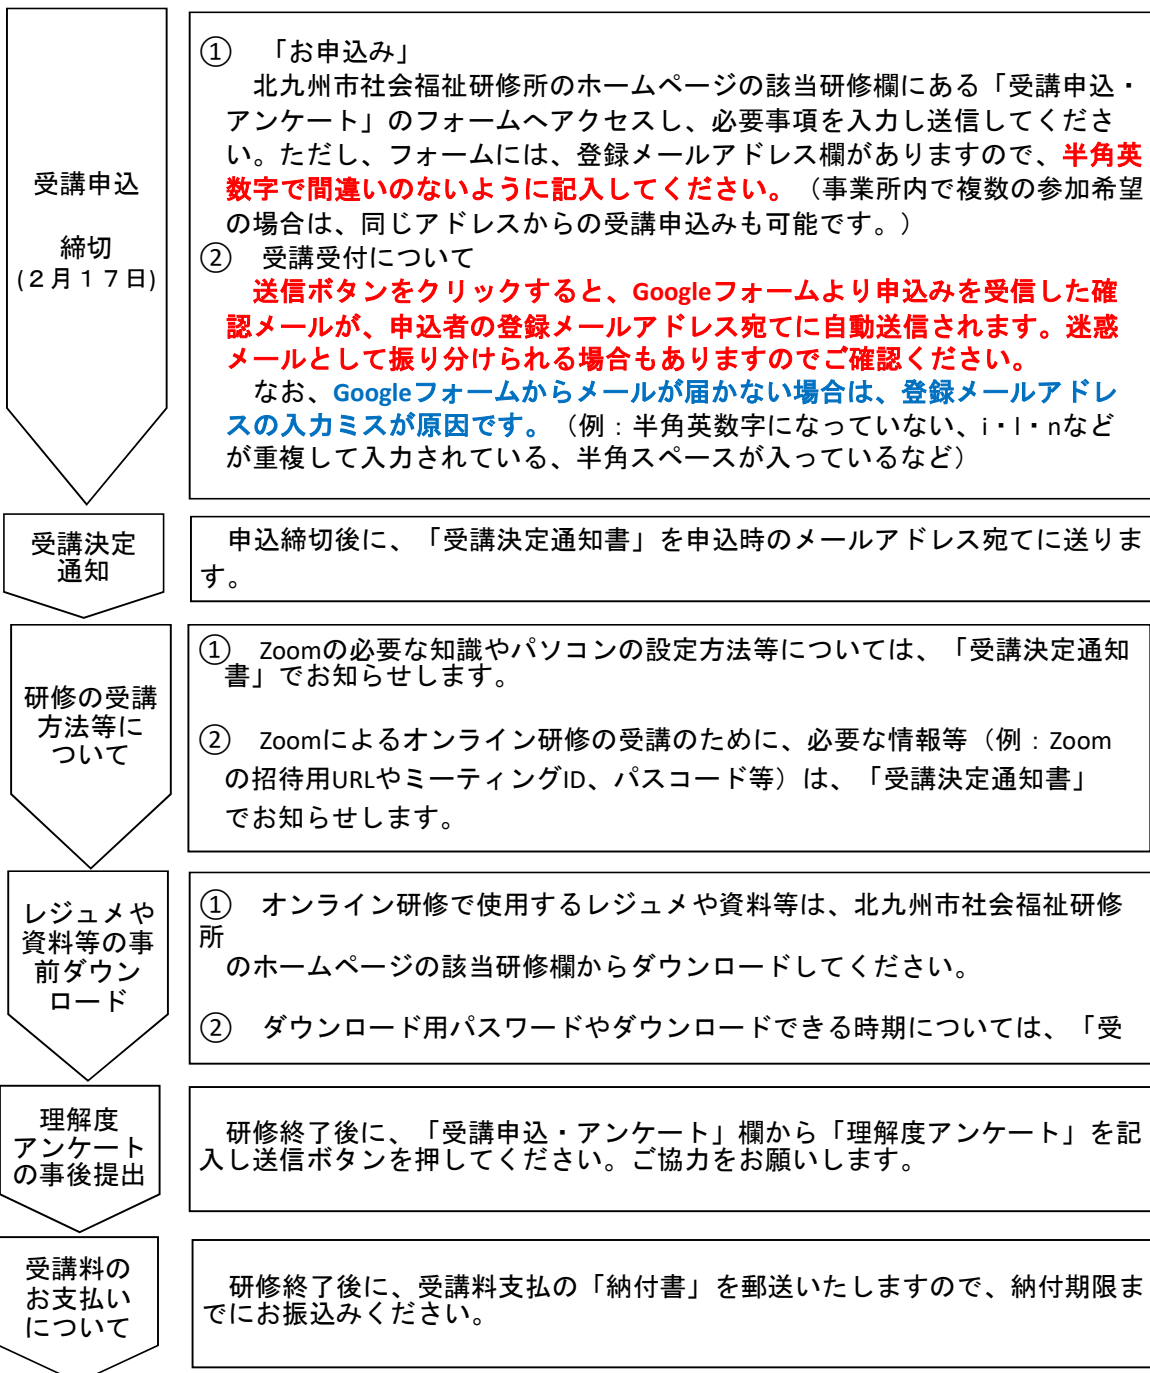 受講申込
締切
(２月１７日)
① 「お申込み」
北九州市社会福祉研修所のホームページの該当研修欄にある「受講申込・
アンケート」のフォームへアクセスし、必要事項を入力し送信してくださ
い。ただし、フォームには、登録メールアドレス欄がありますので、半角英
数字で間違いのないように記入してください。（事業所内で複数の参加希望
の場合は、同じアドレスからの受講申込みも可能です。）
② 受講受付について
送信ボタンをクリックすると、Googleフォームより申込みを受信した確
認メールが、申込者の登録メールアドレス宛てに自動送信されます。迷惑
メールとして振り分けられる場合もありますのでご確認ください。
なお、Googleフォームからメールが届かない場合は、登録メールアドレ
スの入力ミスが原因です。（例：半角英数字になっていない、i・l・nなど
が重複して入力されている、半角スペースが入っているなど）
受講決定
通知
申込締切後に、「受講決定通知書」を申込時のメールアドレス宛てに送りま
す。
研修の受講
方法等に
ついて
① Zoomの必要な知識やパソコンの設定方法等については、「受講決定通知
書」でお知らせします。
② Zoomによるオンライン研修の受講のために、必要な情報等（例：Zoom
の招待用URLやミーティングID、パスコード等）は、「受講決定通知書」
でお知らせします。
レジュメや
資料等の事
前ダウン
ロード
① オンライン研修で使用するレジュメや資料等は、北九州市社会福祉研修
所
のホームページの該当研修欄からダウンロードしてください。
② ダウンロード用パスワードやダウンロードできる時期については、「受
理解度
アンケート
の事後提出
研修終了後に、「受講申込・アンケート」欄から「理解度アンケート」を記
入し送信ボタンを押してください。ご協力をお願いします。
受講料の
お支払い
について
研修終了後に、受講料支払の「納付書」を郵送いたしますので、納付期限ま
でにお振込みください。